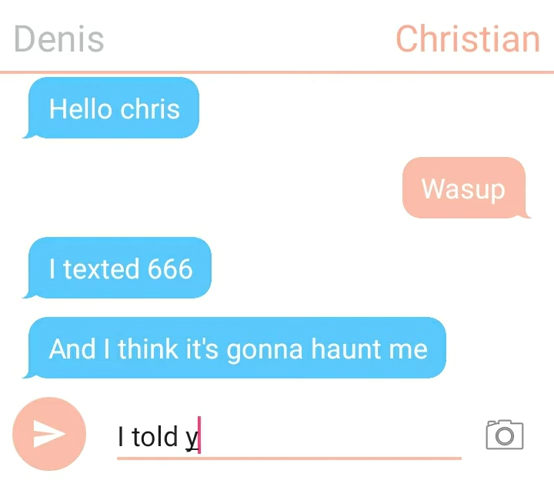 Denis
Christian
Hello chris
Wasup
I texted 666
And I think it's gonna haunt me
I told y